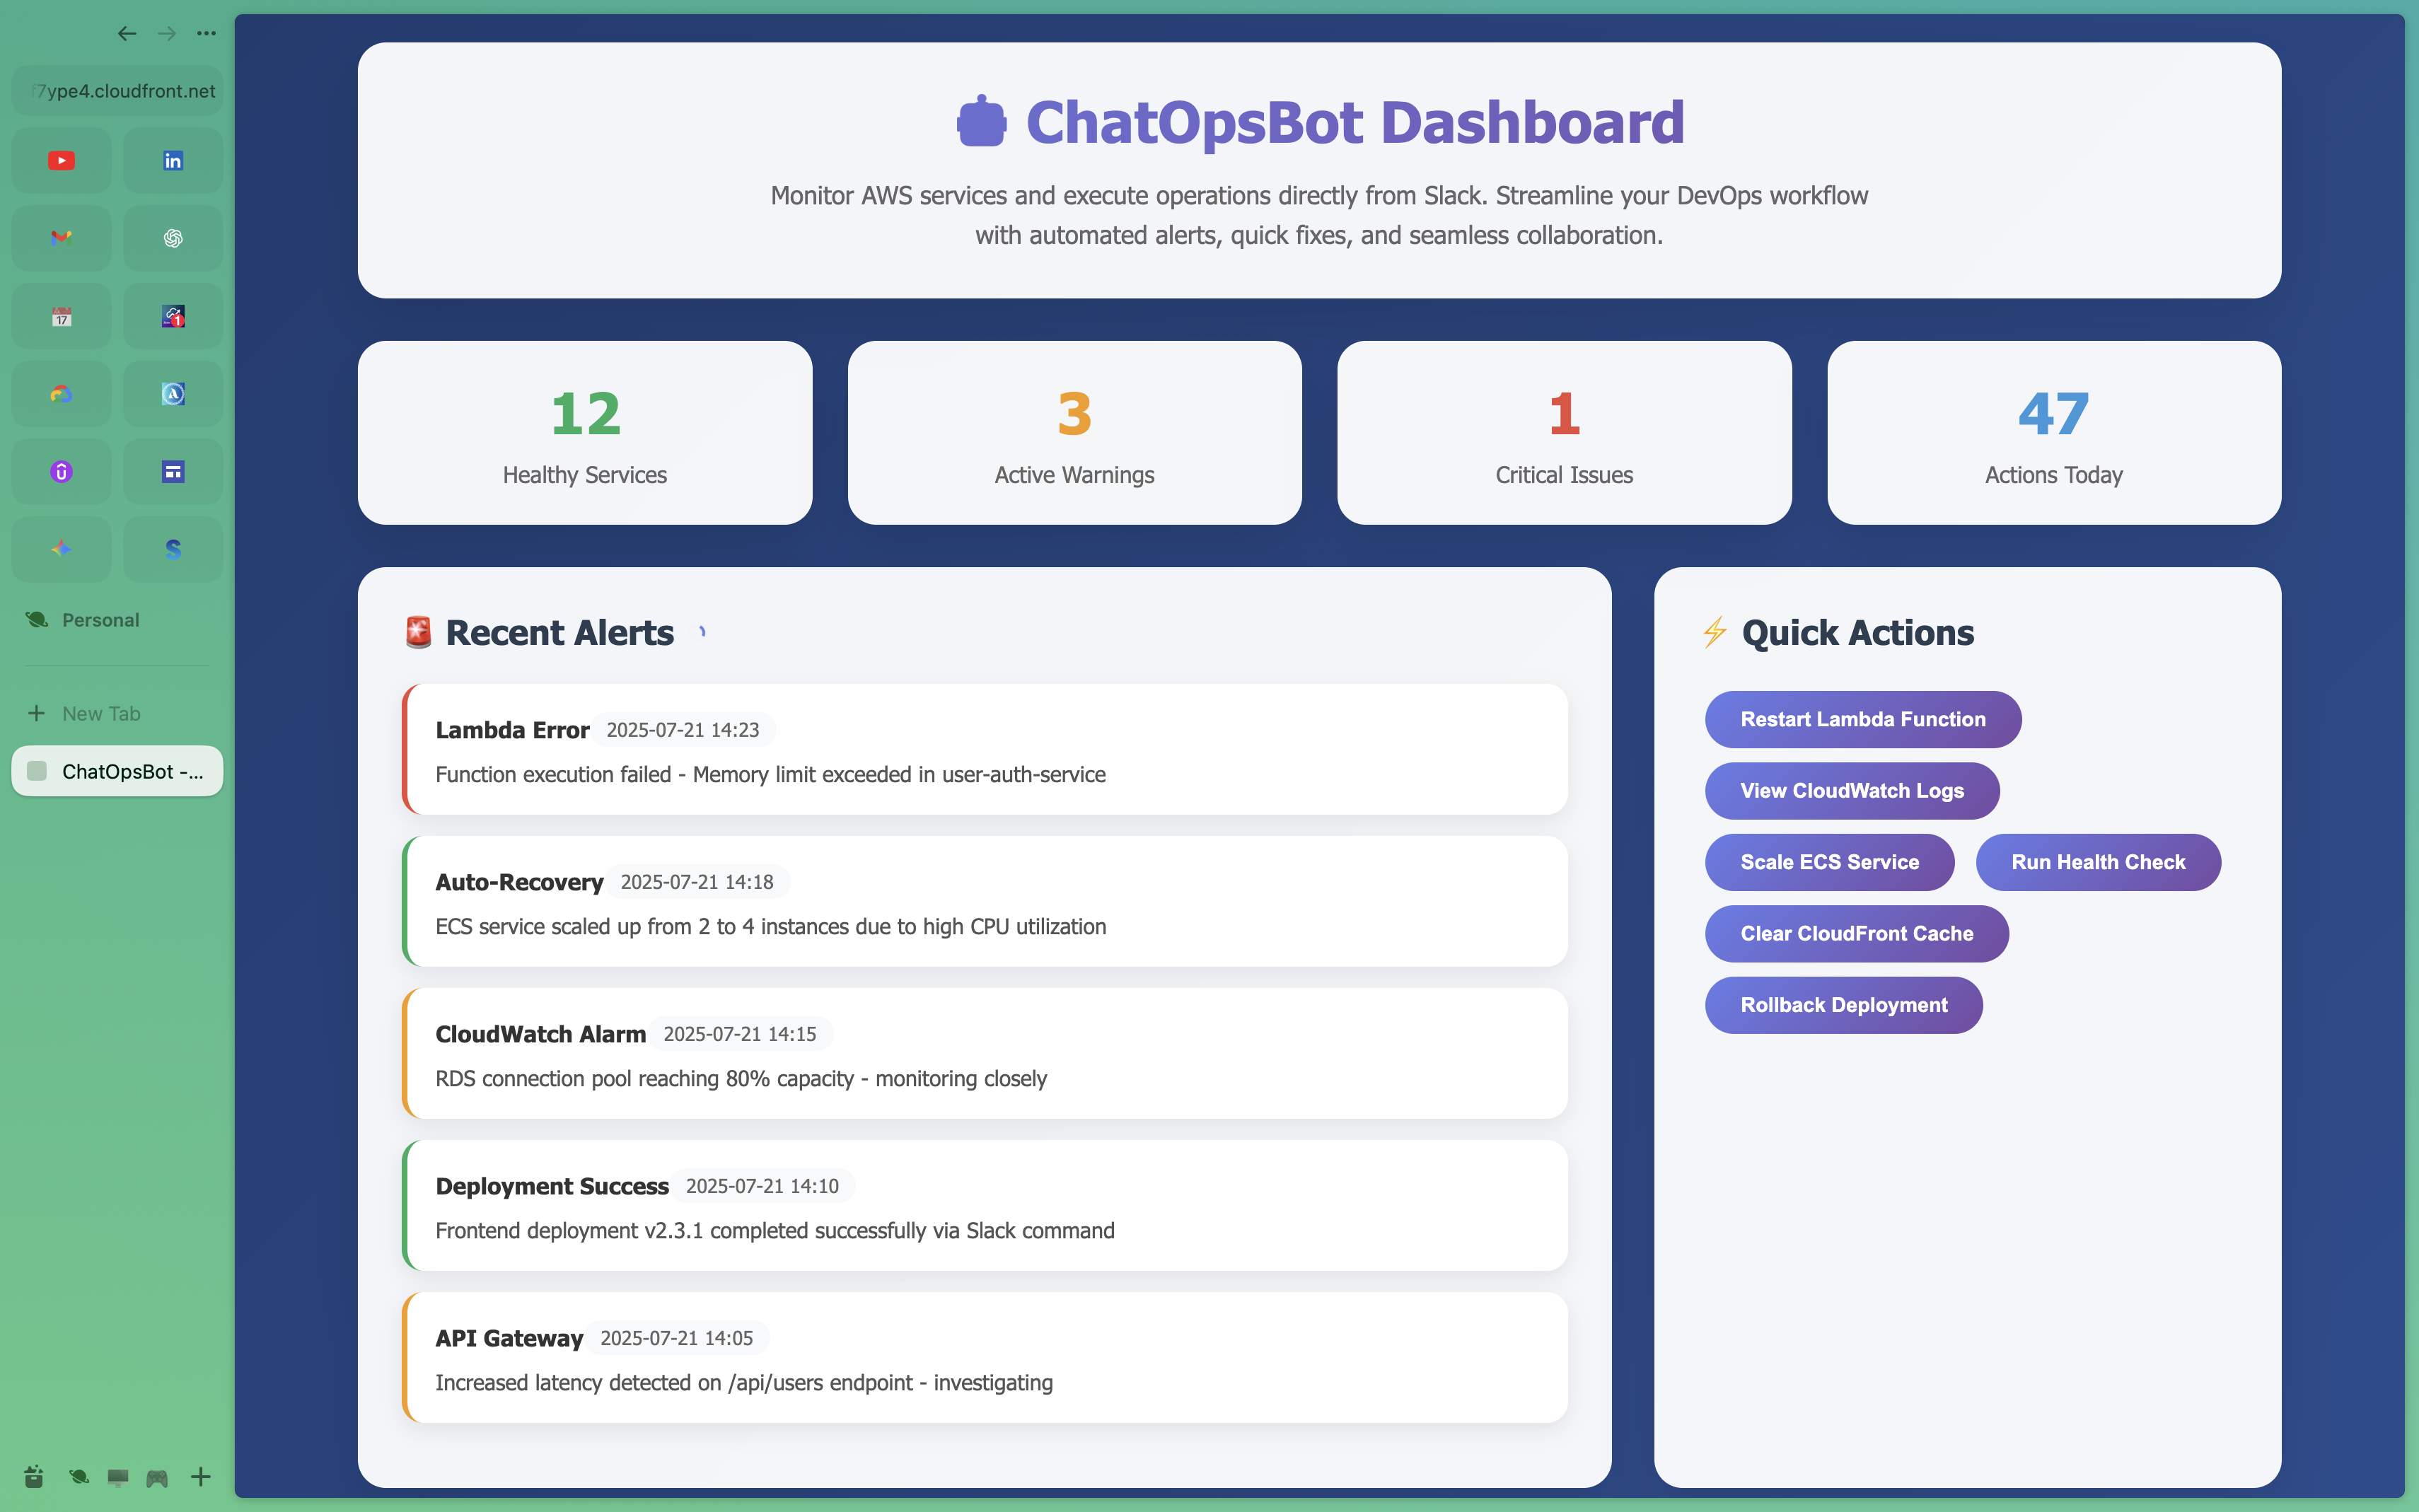 f7ype4.cloudfront.net
in
17
1
Personal
New Tab
ChatOpsBot -...
ChatOpsBot Dashboard
Monitor AWS services and execute operations directly from Slack. Streamline your DevOps workflow
with automated alerts, quick fixes, and seamless collaboration.
12
Healthy Services
3
Active Warnings
1
Critical Issues
47
Actions Today
Recent Alerts
Lambda Error 2025-07-21 14:23
Function execution failed - Memory limit exceeded in user-auth-service
Auto-Recovery 2025-07-21 14:18
ECS service scaled up from 2 to 4 instances due to high CPU utilization
CloudWatch Alarm 2025-07-21 14:15
RDS connection pool reaching 80% capacity - monitoring closely
Deployment Success 2025-07-21 14:10
Frontend deployment v2.3.1 completed successfully via Slack command
API Gateway 2025-07-21 14:05
Increased latency detected on /api/users endpoint - investigating
Quick Actions
Restart Lambda Function
View CloudWatch Logs
Scale ECS Service
Run Health Check
Clear CloudFront Cache
Rollback Deployment